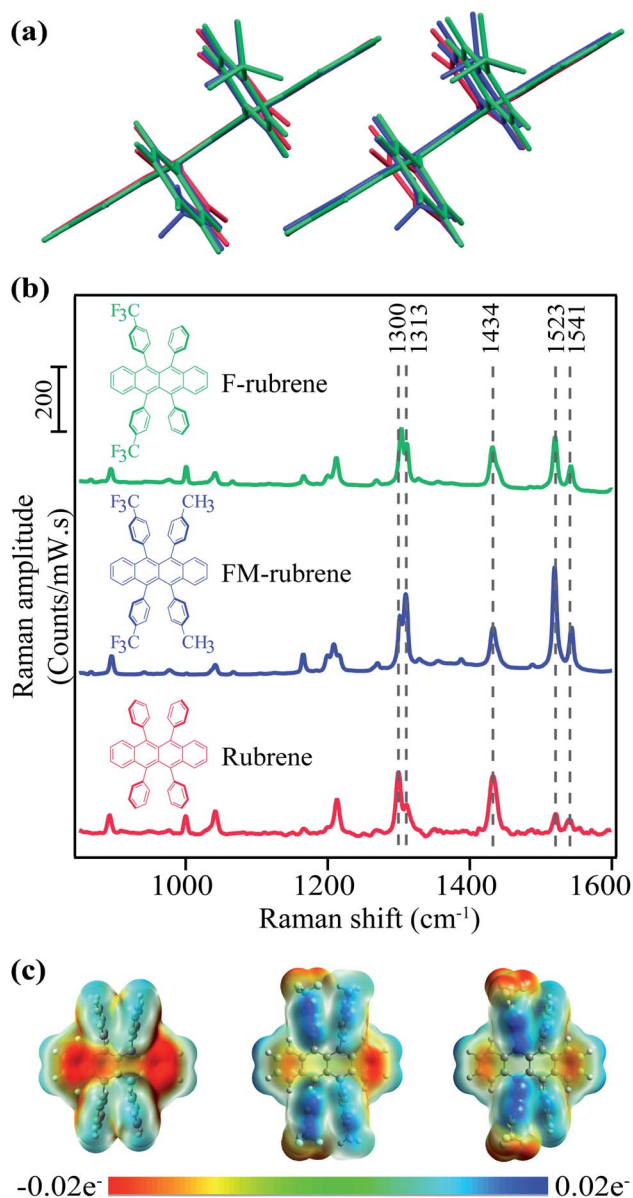 (a)
(b)
1300
1313
1434
1523
1541
200
F₃C
F-rubrene
F₃C
F₃C CH₃
FM-rubrene
F₃C CH₃
Rubrene
Raman amplitude
(Counts/mW.s)
1000 1200 1400 1600
Raman shift (cm⁻¹)
(c)
-0.02e⁻ 0.02e⁻